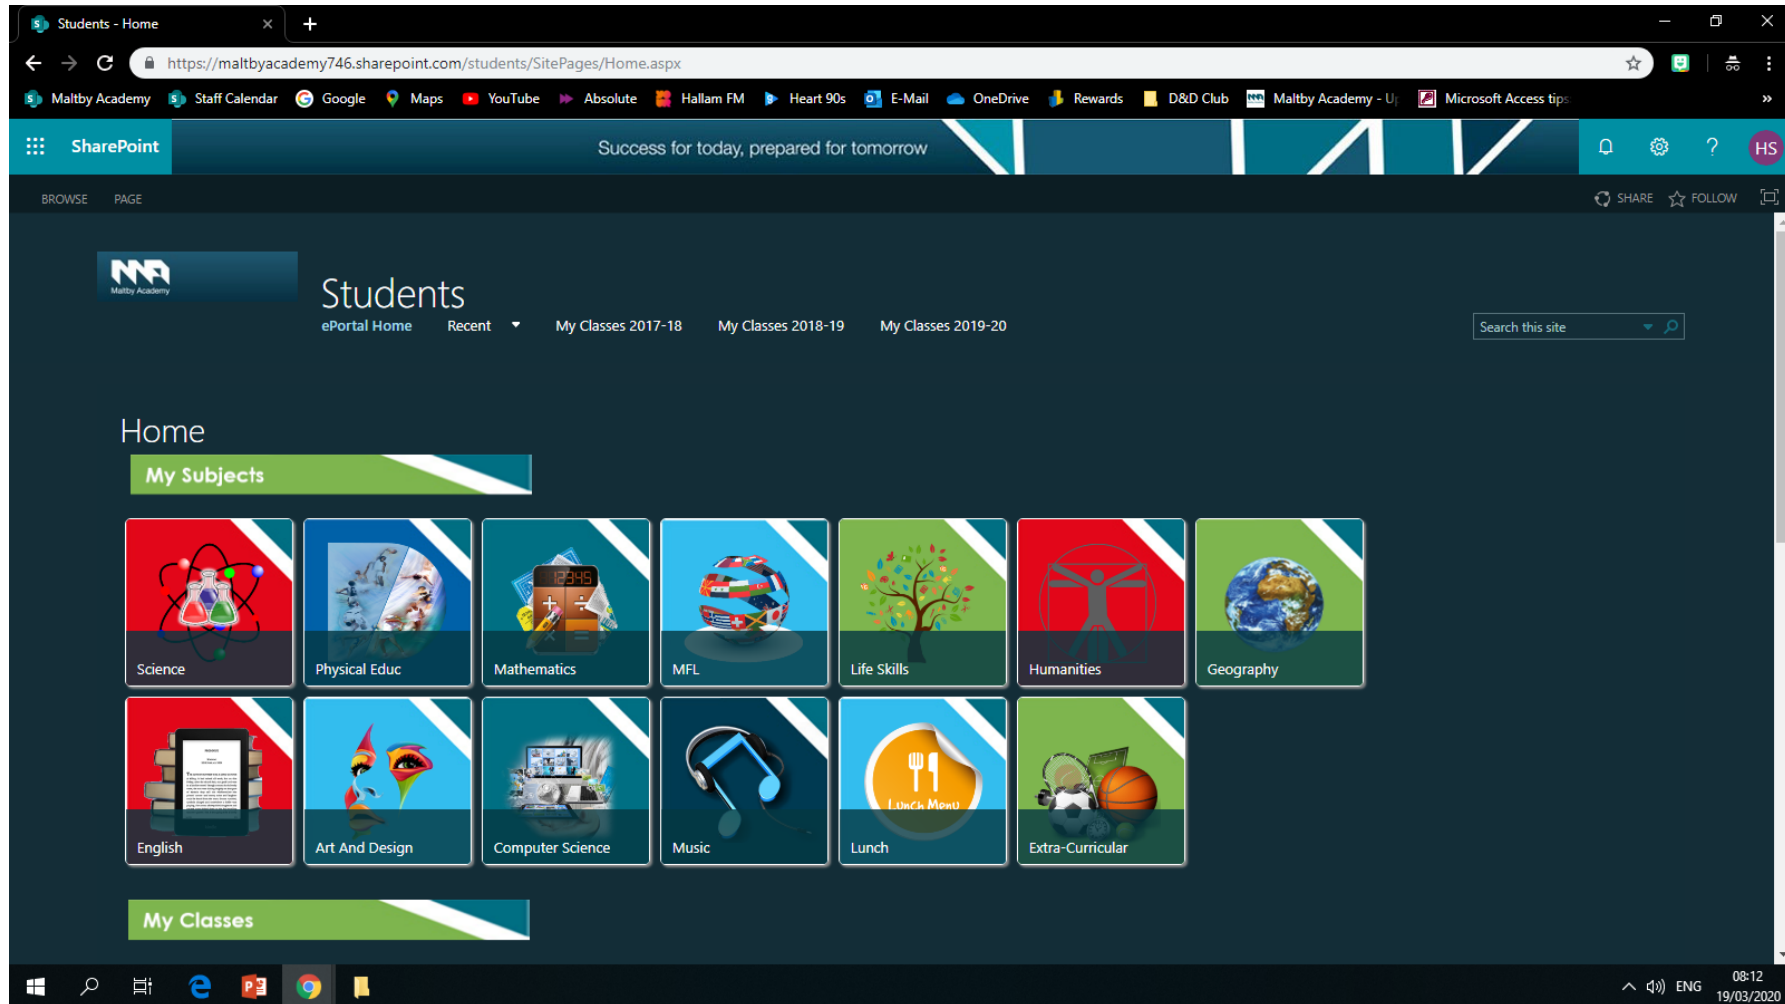 Students - Home
https://maltbyacademy746.sharepoint.com/students/SitePages/Home.aspx
Maltby Academy Staff Calendar Google Maps YouTube Absolute Hallam FM Heart 90s E-Mail OneDrive Rewards D&D Club Maltby Academy - Up Microsoft Access tips: »
SharePoint Success for today, prepared for tomorrow ? HS
BROWSE PAGE SHARE FOLLOW
Maltby Academy
Students
ePortal Home Recent My Classes 2017-18 My Classes 2018-19 My Classes 2019-20 Search this site
Home
My Subjects
12345
Science Physical Educ Mathematics MFL Life Skills Humanities Geography
Lunch Menu
English Art And Design Computer Science Music Lunch Extra-Curricular
My Classes
08:12
ENG
19/03/2020